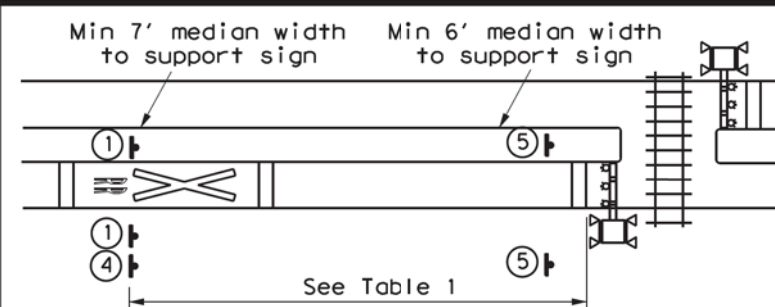 Min 7' median width
to support sign
Min 6' median width
to support sign
1
5
1
4
5
See Table 1